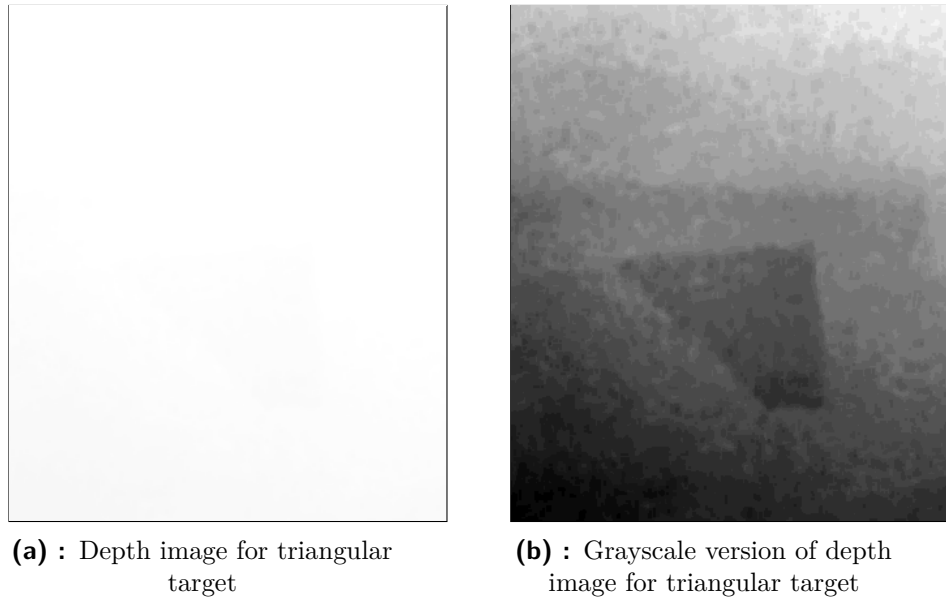 (a) : Depth image for triangular
target
(b) : Grayscale version of depth
image for triangular target